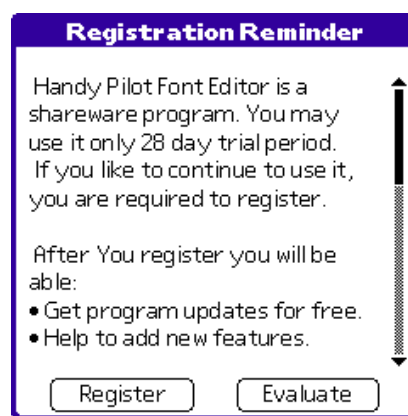 Registration Reminder
Handy Pilot Font Editor is a
shareware program. You may
use it only 28 day trial period.
If you like to continue to use it,
you are required to register.
After You register you will be
able:
• Get program updates for free.
• Help to add new features.
Register Evaluate